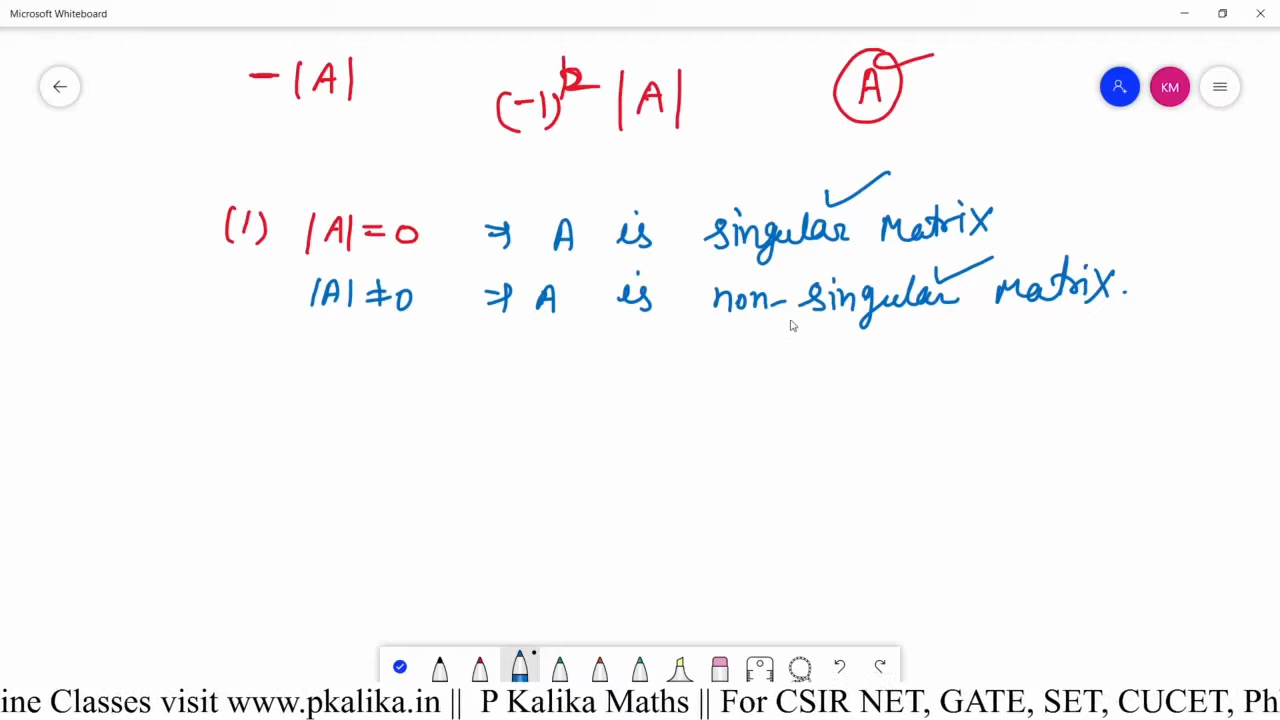 Microsoft Whiteboard
-|A| (-1) |A| A
KM
(1) |A| = 0 ⇒ A is singular Matrix
|A| ≠ 0 ⇒ A is non-singular Matrix.
ine Classes visit www.pkalika.in || P Kalika Maths || For CSIR NET, GATE, SET, CUCET, Ph